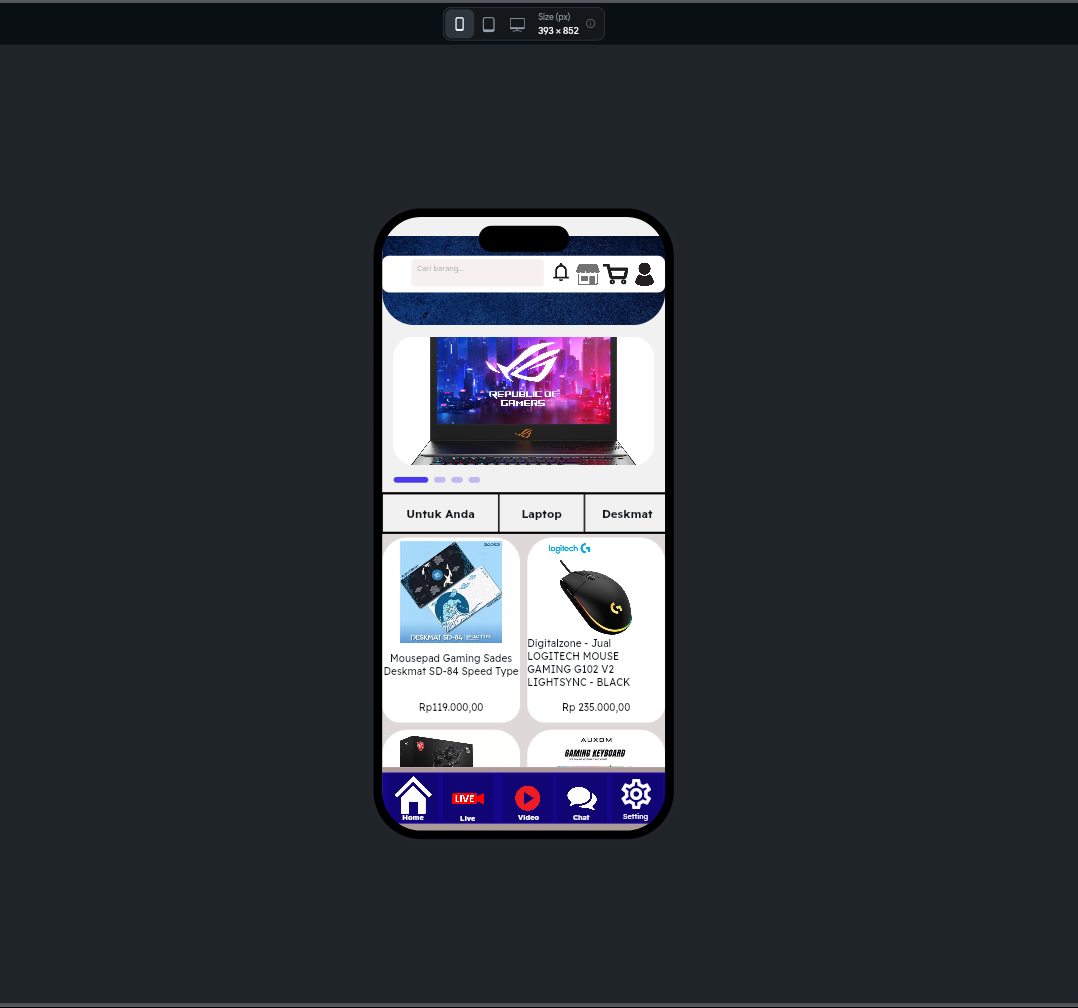 Size (px)
393 × 852
Cari barang...
REPUBLIC OF
GAMERS
Untuk Anda
Laptop
Deskmat
DESKMAT SD-84
Mousepad Gaming Sades
Deskmat SD-84 Speed Type
Rp119.000,00
logitech G
Digitalzone - Jual
LOGITECH MOUSE
GAMING G102 V2
LIGHTSYNC - BLACK
Rp 235.000,00
AUXDM
GAMING KEYBOARD
LIVE
Home
Live
Video
Chat
Setting